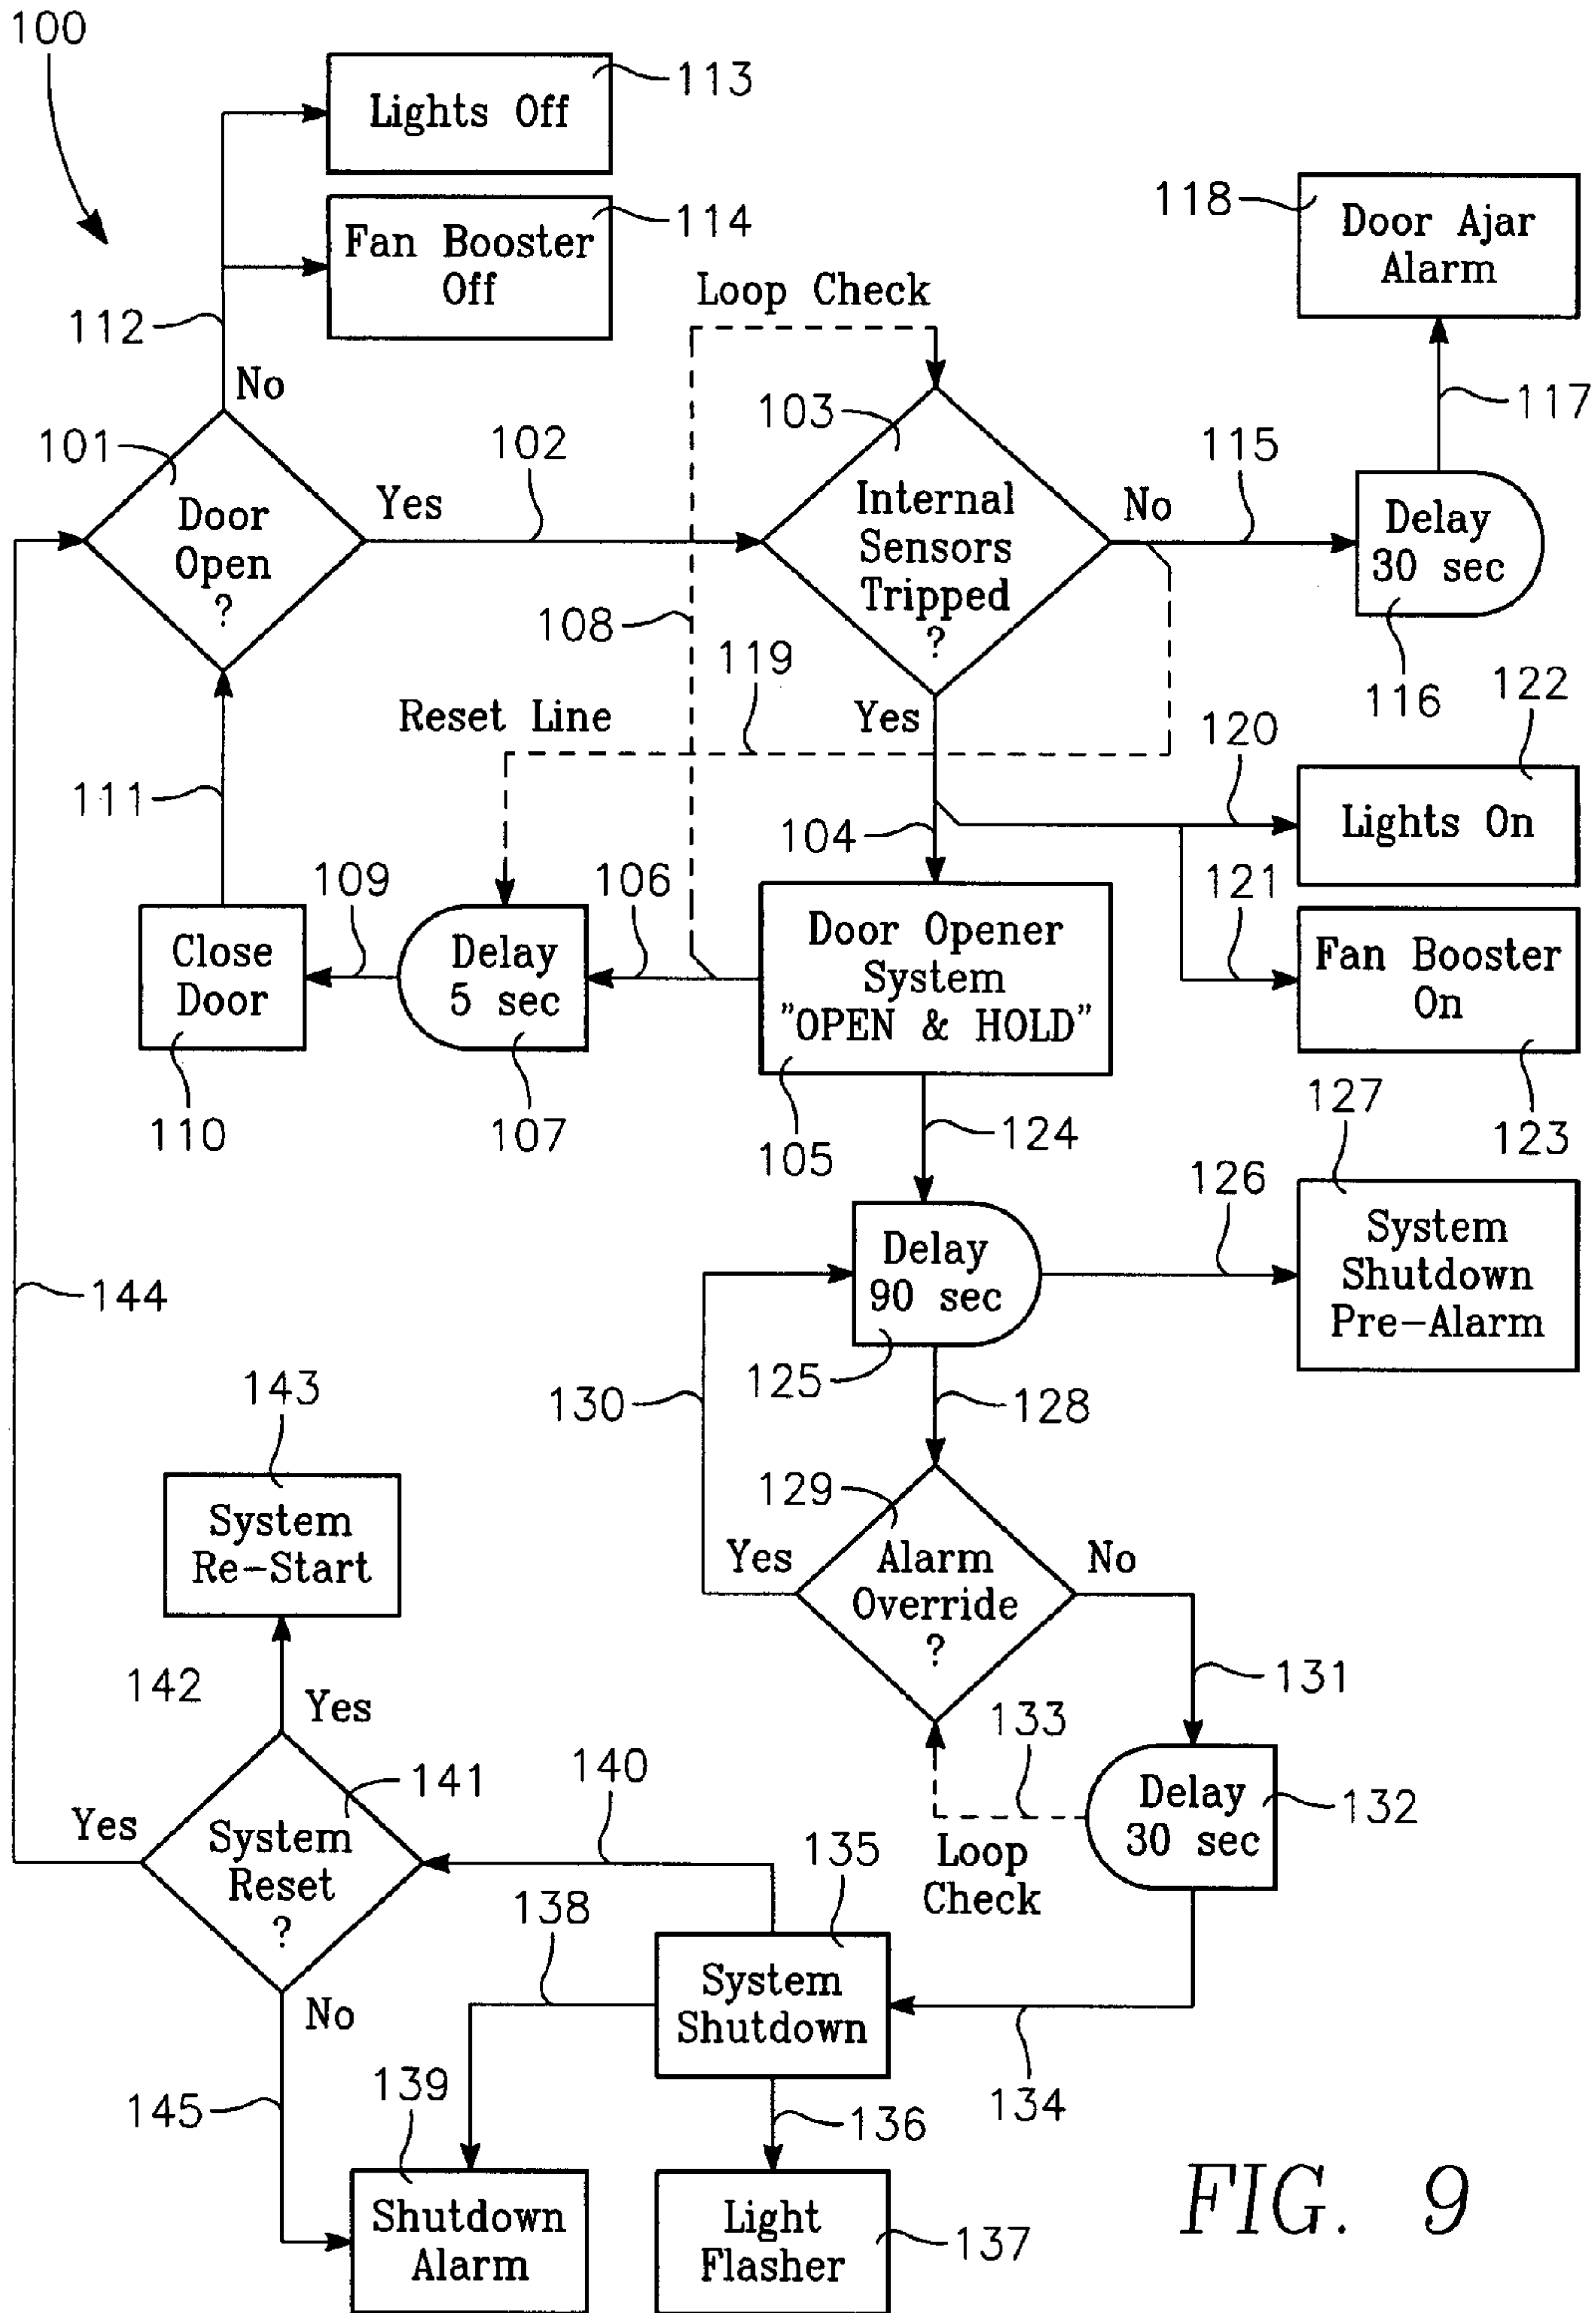 100
Lights Off
113
Fan Booster
Off
114
112
No
118
Door Ajar
Alarm
117
Loop Check
101
Door
Open
?
Yes
102
103
Internal
Sensors
Tripped
?
No
115
Delay
30 sec
116
108
119
Reset Line
Yes
104
120
122
Lights On
121
Fan Booster
On
123
111
Close
Door
110
109
Delay
5 sec
107
106
Door Opener
System
"OPEN & HOLD"
105
124
Delay
90 sec
125
126
127
System
Shutdown
Pre-Alarm
144
130
128
129
Alarm
Override
?
Yes
No
131
143
System
Re-Start
142
Yes
133
Loop
Check
Delay
30 sec
132
Yes
141
System
Reset
?
No
140
135
System
Shutdown
134
138
145
139
Shutdown
Alarm
136
Light
Flasher
137
FIG. 9